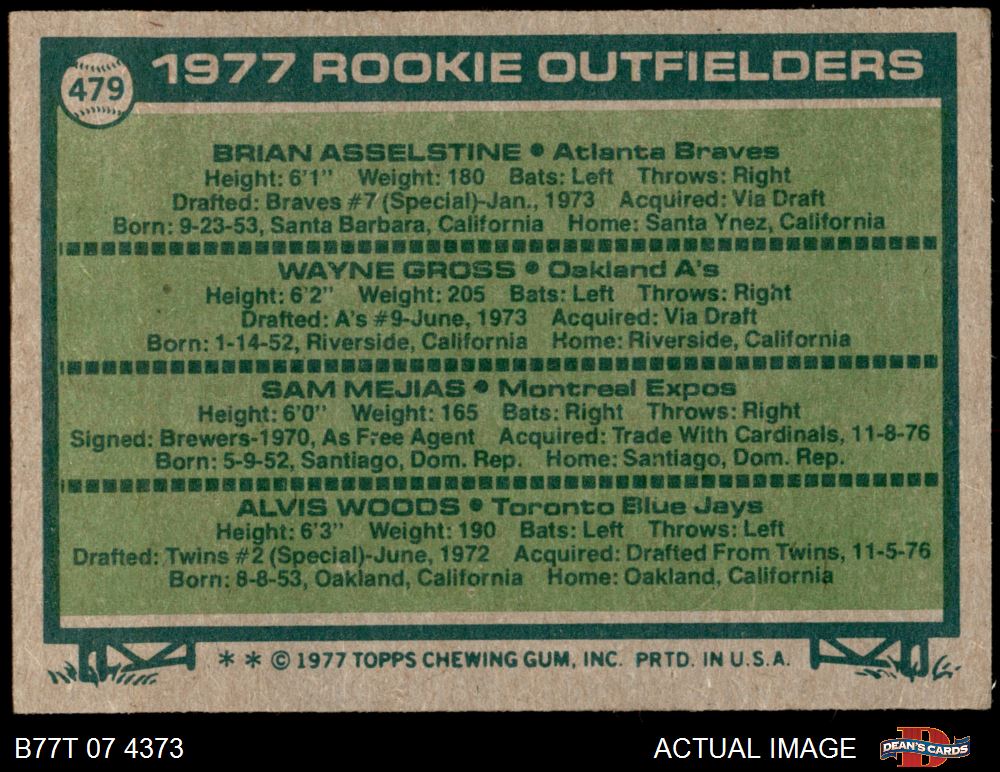 479
1977 ROOKIE OUTFIELDERS
BRIAN ASSELSTINE • Atlanta Braves
Height: 6'1" Weight: 180 Bats: Left Throws: Right
Drafted: Braves #7 (Special)-Jan., 1973 Acquired: Via Draft
Born: 9-23-53, Santa Barbara, California Home: Santa Ynez, California
WAYNE GROSS • Oakland A's
Height: 6'2" Weight: 205 Bats: Left Throws: Right
Drafted: A's #9-June, 1973 Acquired: Via Draft
Born: 1-14-52, Riverside, California Home: Riverside, California
SAM MEJIAS • Montreal Expos
Height: 6'0" Weight: 165 Bats: Right Throws: Right
Signed: Brewers-1970, As Free Agent Acquired: Trade With Cardinals, 11-8-76
Born: 5-9-52, Santiago, Dom. Rep. Home: Santiago, Dom. Rep.
ALVIS WOODS • Toronto Blue Jays
Height: 6'3" Weight: 190 Bats: Left Throws: Left
Drafted: Twins #2 (Special)-June, 1972 Acquired: Drafted From Twins, 11-5-76
Born: 8-8-53, Oakland, California Home: Oakland, California
* * © 1977 TOPPS CHEWING GUM, INC. PRTD. IN U.S.A.
B77T 07 4373 ACTUAL IMAGE D DEAN'S CARDS